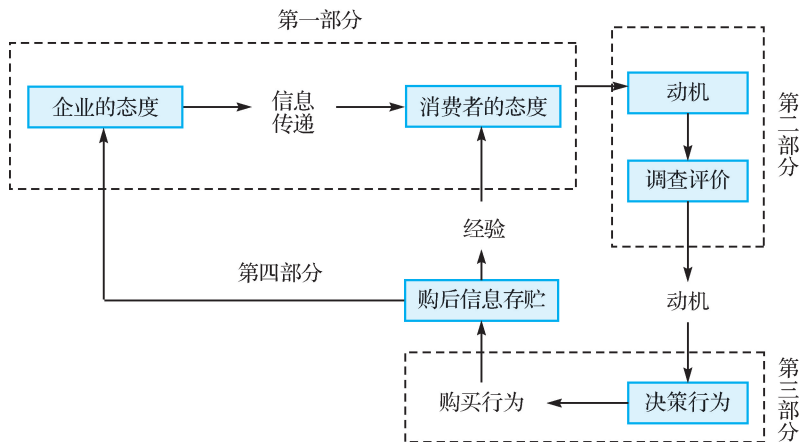 第一部分
企业的态度
信息
传递
消费者的态度
动机
调查评价
第二部分
经验
第四部分
购后信息存贮
动机
购买行为
决策行为
第三部分